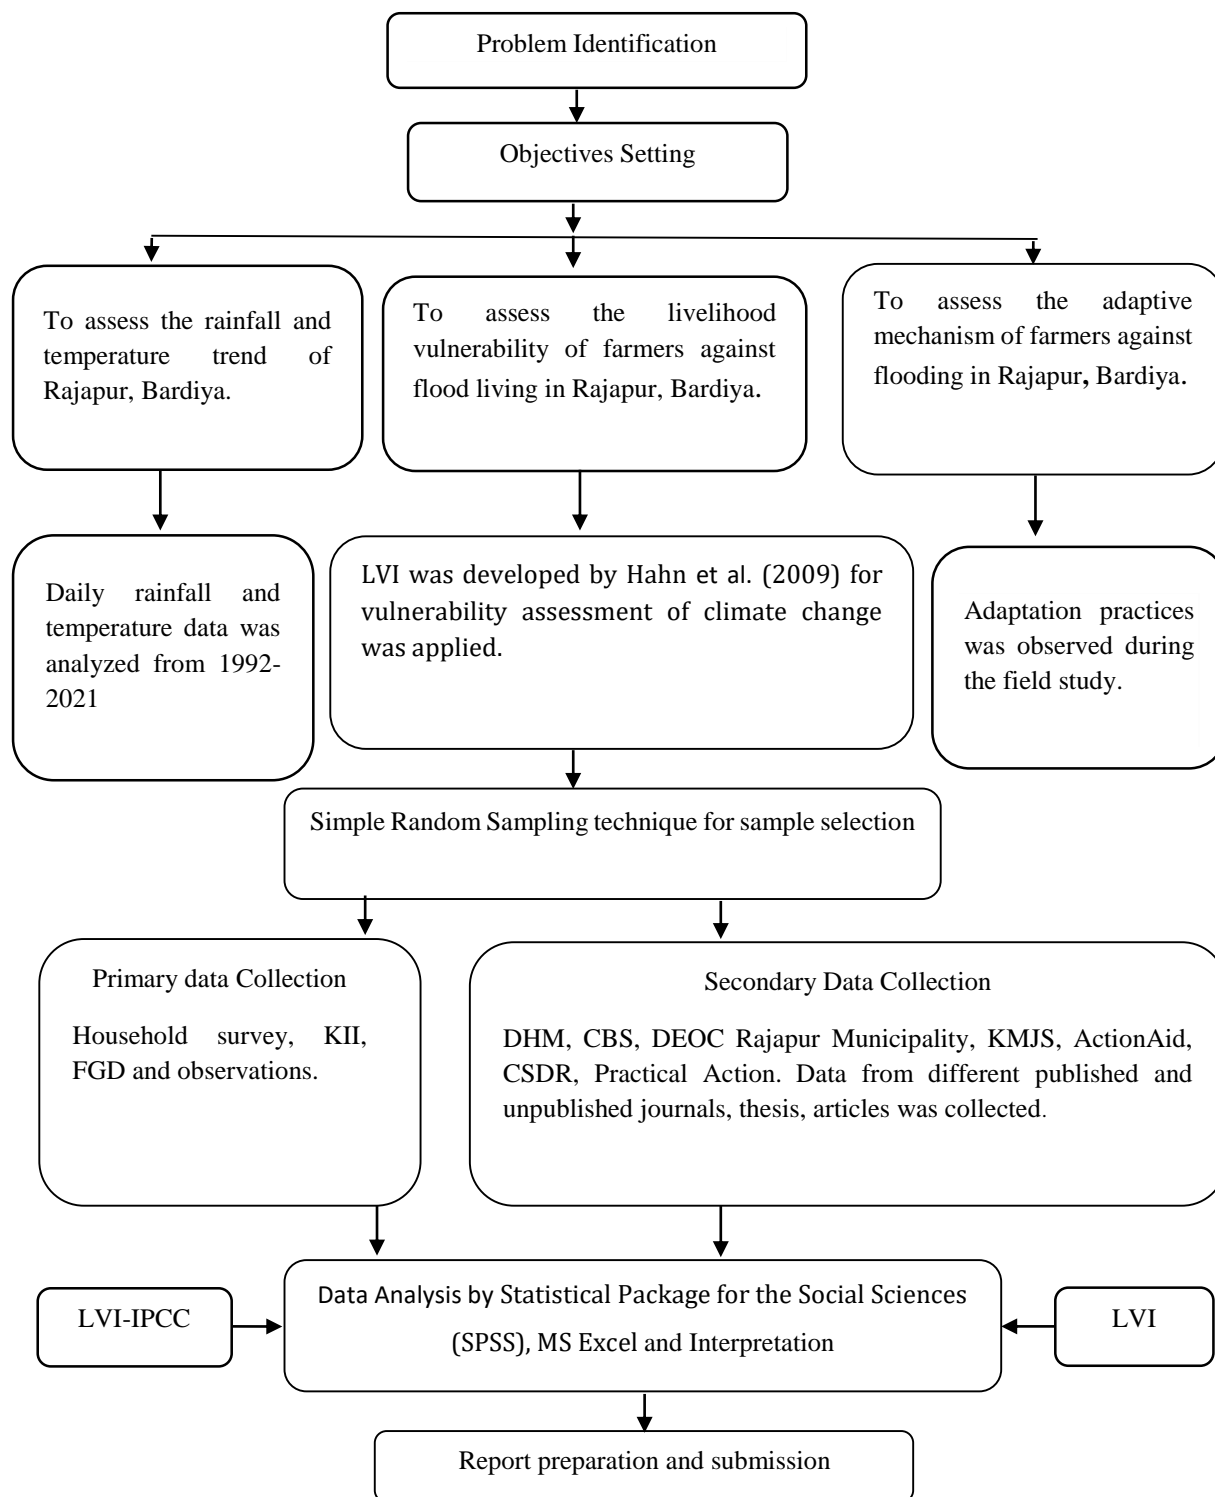 Problem Identification
Objectives Setting
To assess the rainfall and
temperature trend of
Rajapur, Bardiya.
To assess the livelihood
vulnerability of farmers against
flood living in Rajapur, Bardiya.
To assess the adaptive
mechanism of farmers against
flooding in Rajapur, Bardiya.
Daily rainfall and
temperature data was
analyzed from 1992-
2021
LVI was developed by Hahn et al. (2009) for
vulnerability assessment of climate change
was applied.
Adaptation practices
was observed during
the field study.
Simple Random Sampling technique for sample selection
Primary data Collection
Household survey, KII,
FGD and observations.
Secondary Data Collection
DHM, CBS, DEOC Rajapur Municipality, KMJS, ActionAid,
CSDR, Practical Action. Data from different published and
unpublished journals, thesis, articles was collected.
LVI-IPCC
Data Analysis by Statistical Package for the Social Sciences
(SPSS), MS Excel and Interpretation
LVI
Report preparation and submission